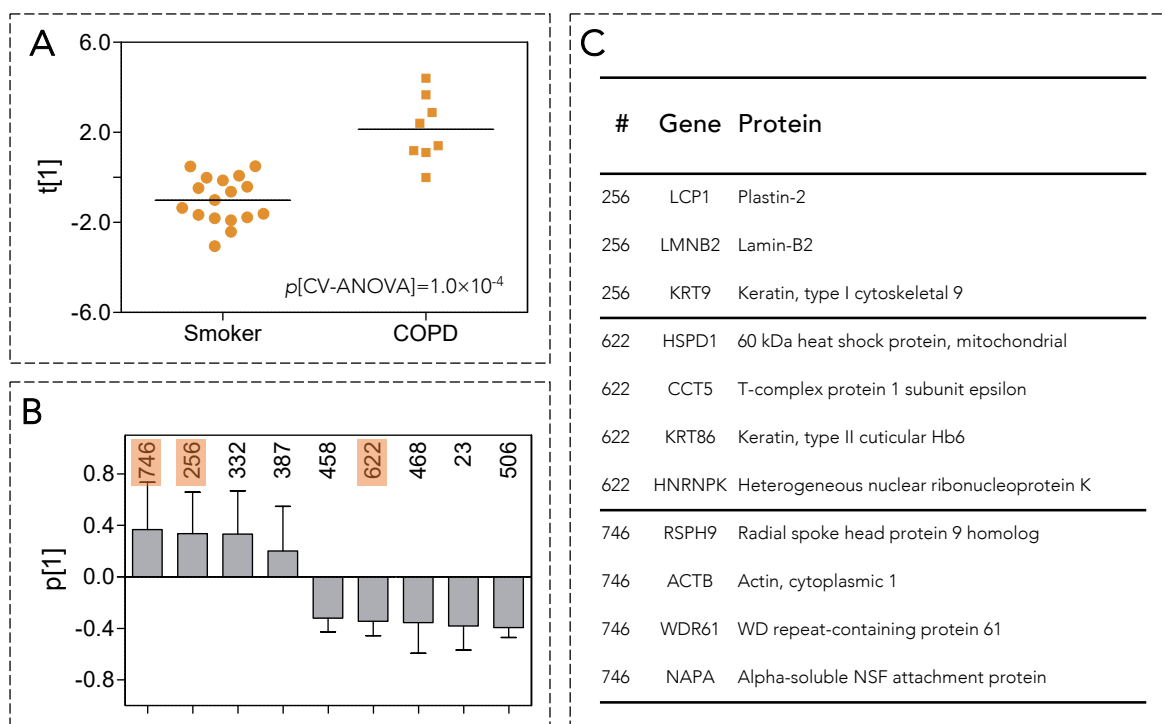 A
6.0
2.0
-2.0
-6.0
t[1]
p[CV-ANOVA]=1.0×10-4
Smoker COPD
B
746 256 332 387 458 622 468 23 506
0.8
0.4
0.0
-0.4
-0.8
p[1]
C
# Gene Protein
256 LCP1 Plastin-2
256 LMNB2 Lamin-B2
256 KRT9 Keratin, type I cytoskeletal 9
622 HSPD1 60 kDa heat shock protein, mitochondrial
622 CCT5 T-complex protein 1 subunit epsilon
622 KRT86 Keratin, type II cuticular Hb6
622 HNRNPK Heterogeneous nuclear ribonucleoprotein K
746 RSPH9 Radial spoke head protein 9 homolog
746 ACTB Actin, cytoplasmic 1
746 WDR61 WD repeat-containing protein 61
746 NAPA Alpha-soluble NSF attachment protein